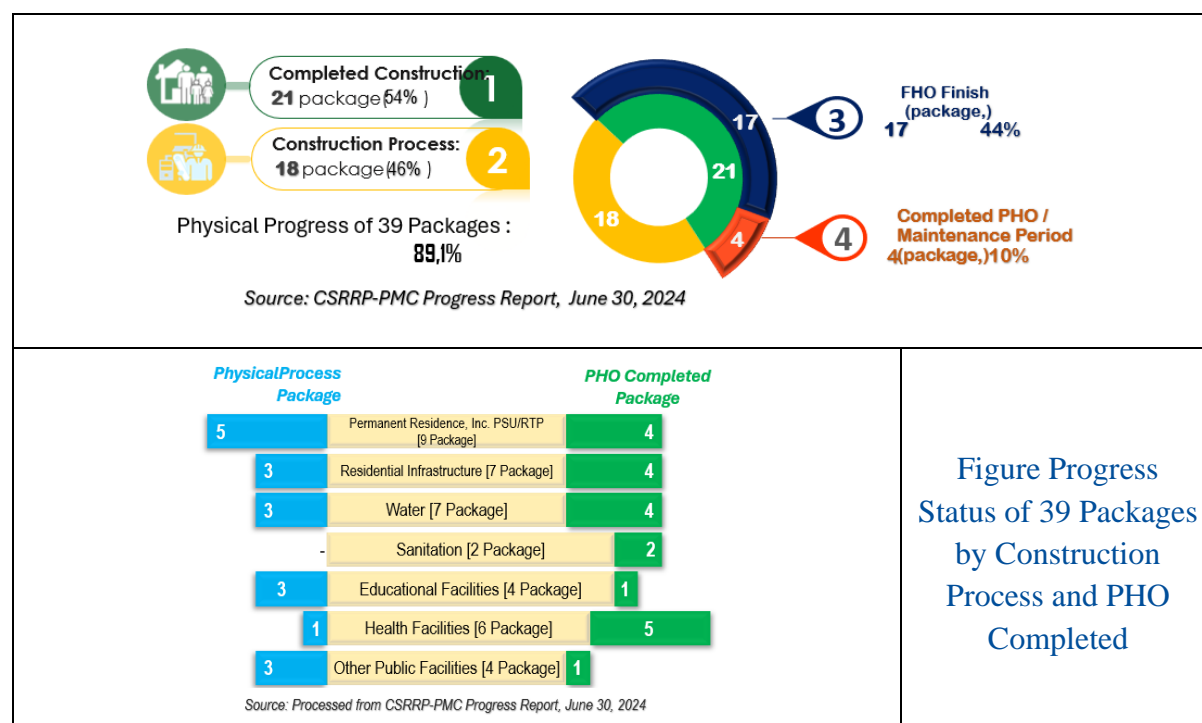 Completed Construction:
21 package(54% )
1
Construction Process:
18 package(46% )
2
Physical Progress of 39 Packages :
89,1%
17
21
18
4
3
FHO Finish
(package,)
17 44%
4
Completed PHO /
Maintenance Period
4(package,)10%
Source: CSRRP-PMC Progress Report, June 30, 2024
PhysicalProcess
Package
PHO Completed
Package
5
Permanent Residence, Inc. PSU/RTP
[9 Package]
4
3
Residential Infrastructure [7 Package]
4
3
Water [7 Package]
4
-
Sanitation [2 Package]
2
3
Educational Facilities [4 Package]
1
1
Health Facilities [6 Package]
5
3
Other Public Facilities [4 Package]
1
Source: Processed from CSRRP-PMC Progress Report, June 30, 2024
Figure Progress
Status of 39 Packages
by Construction
Process and PHO
Completed